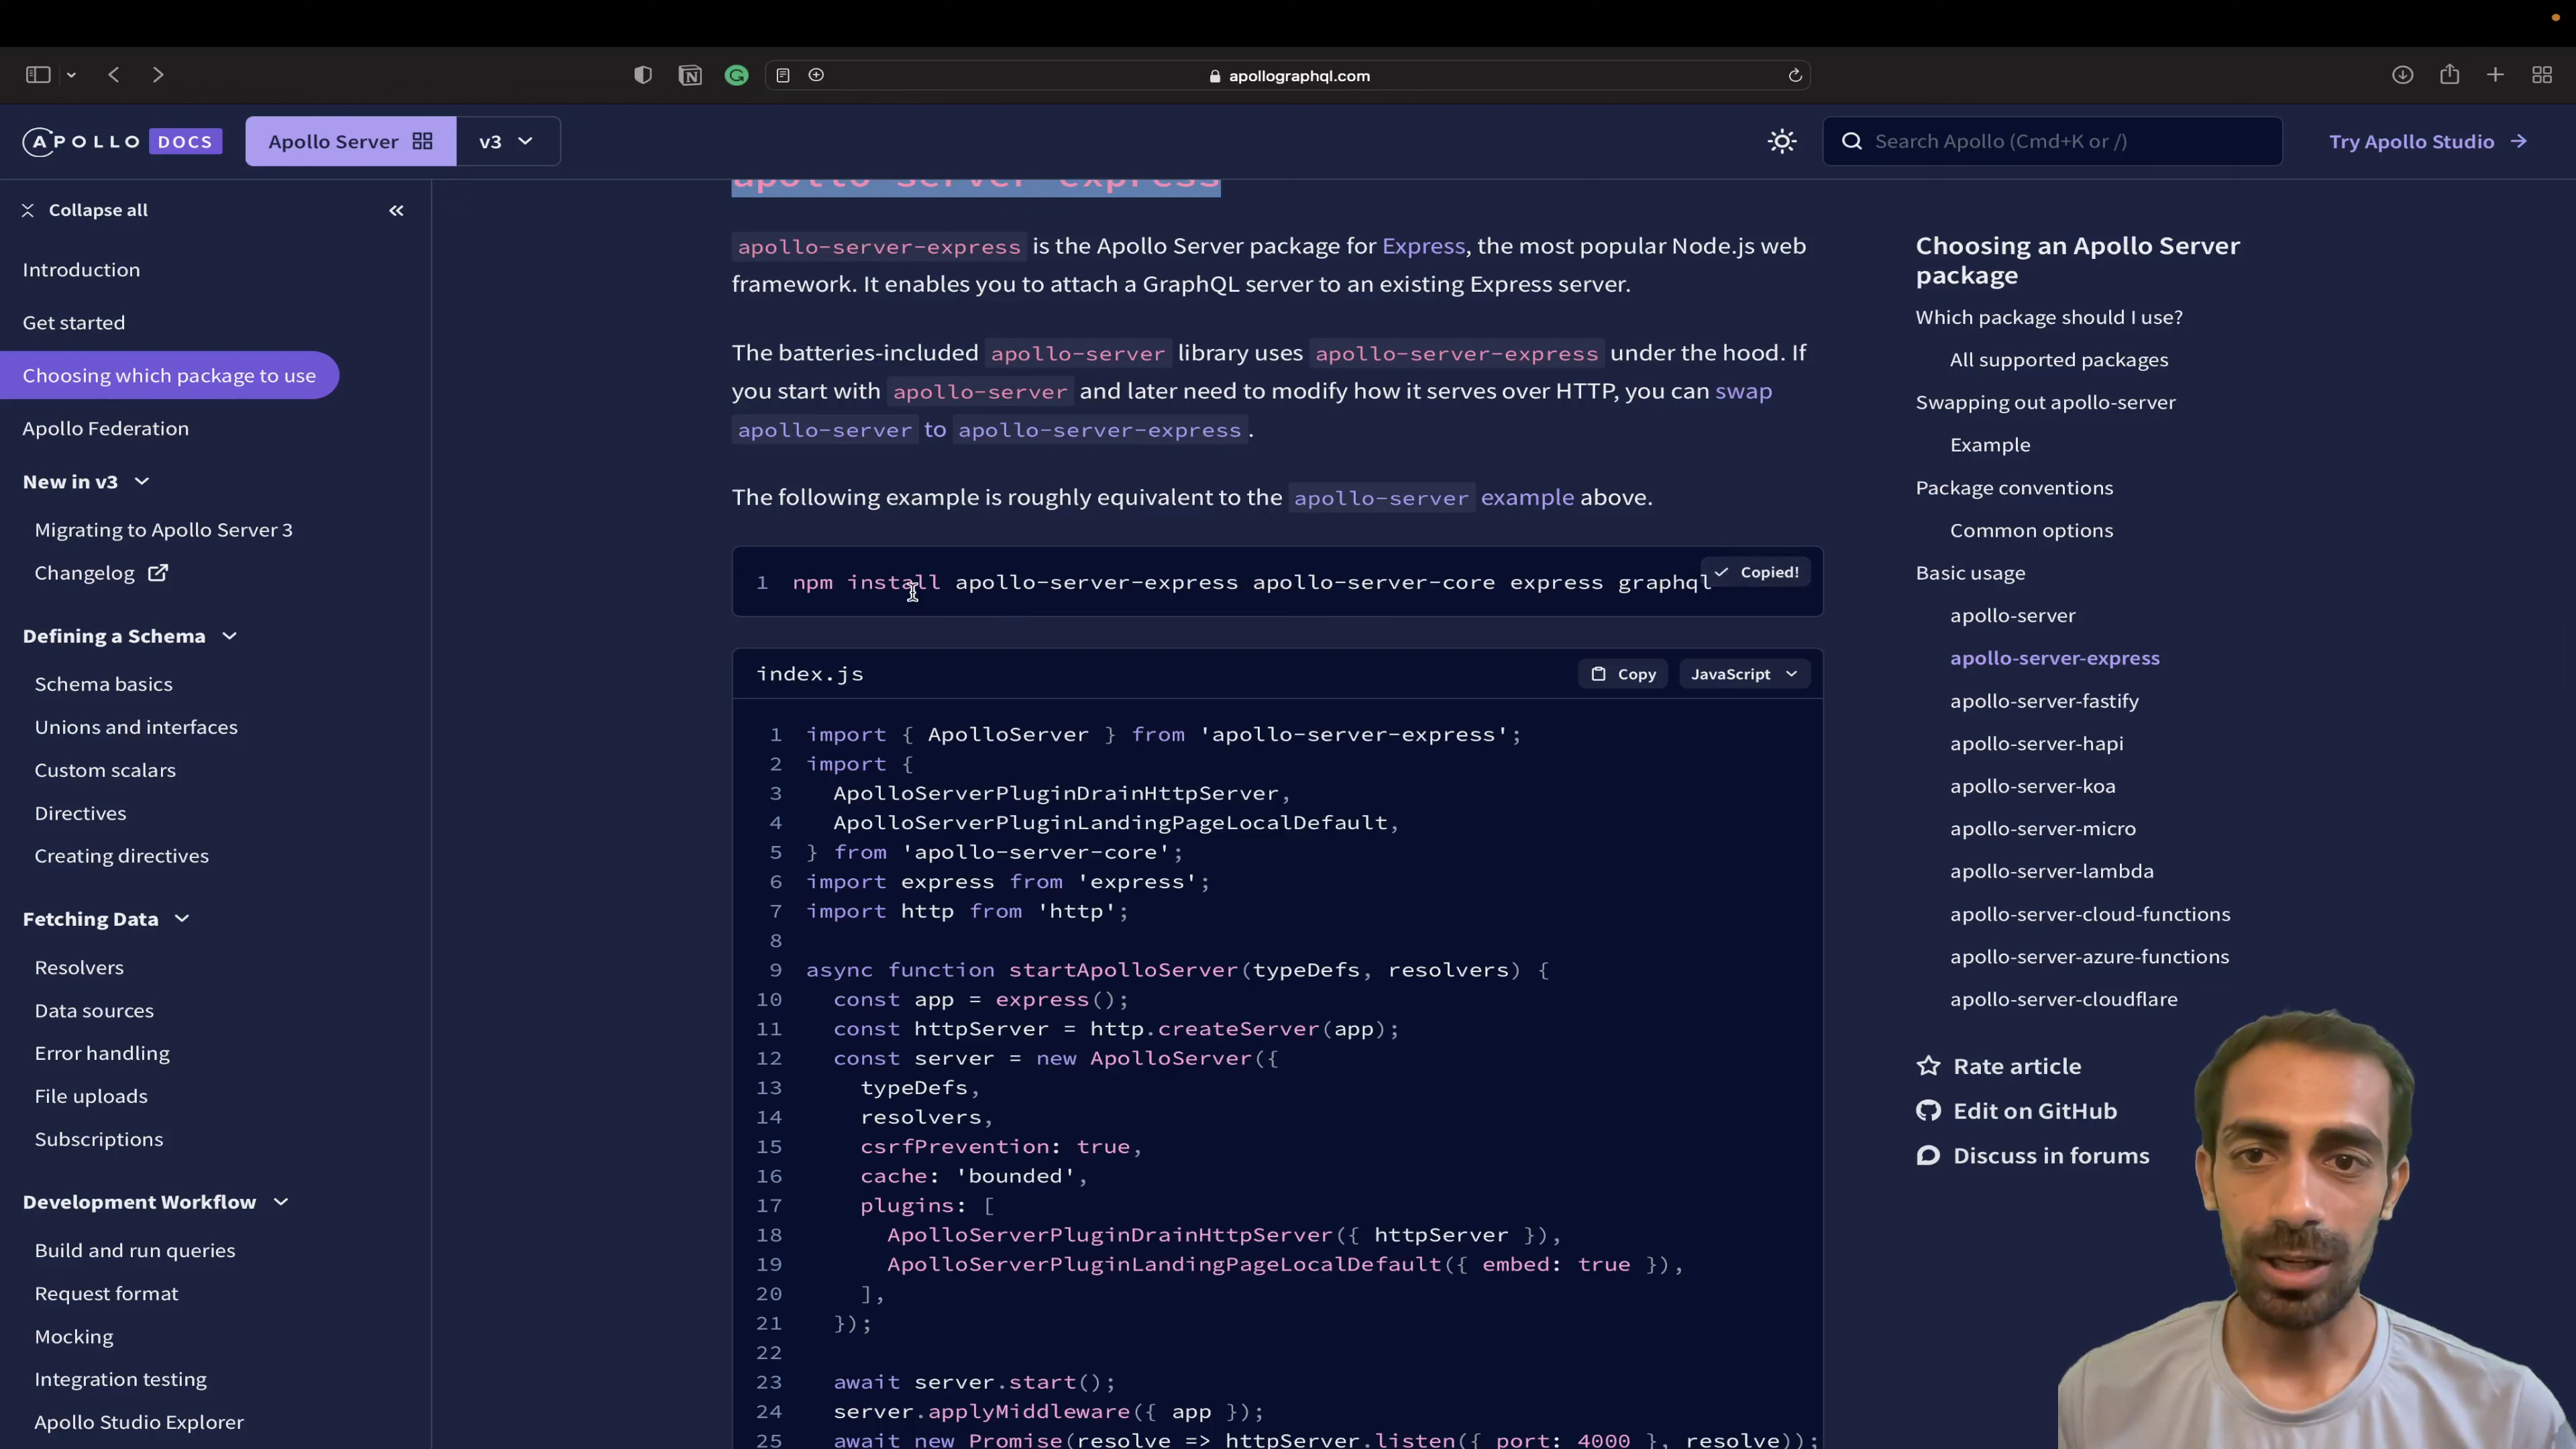 apollographql.com
APOLLO DOCS
Apollo Server
v3
Search Apollo (Cmd+K or /)
Try Apollo Studio
Collapse all
Introduction
Get started
Choosing which package to use
Apollo Federation
New in v3
Migrating to Apollo Server 3
Changelog
Defining a Schema
Schema basics
Unions and interfaces
Custom scalars
Directives
Creating directives
Fetching Data
Resolvers
Data sources
Error handling
File uploads
Subscriptions
Development Workflow
Build and run queries
Request format
Mocking
Integration testing
Apollo Studio Explorer
apollo-server-express
apollo-server-express is the Apollo Server package for Express, the most popular Node.js web
framework. It enables you to attach a GraphQL server to an existing Express server.
The batteries-included apollo-server library uses apollo-server-express under the hood. If
you start with apollo-server and later need to modify how it serves over HTTP, you can swap
apollo-server to apollo-server-express.
The following example is roughly equivalent to the apollo-server example above.
1 npm install apollo-server-express apollo-server-core express graphql
Copied!
index.js
Copy
JavaScript
1 import { ApolloServer } from 'apollo-server-express';
2 import {
3 ApolloServerPluginDrainHttpServer,
4 ApolloServerPluginLandingPageLocalDefault,
5 } from 'apollo-server-core';
6 import express from 'express';
7 import http from 'http';
8
9 async function startApolloServer(typeDefs, resolvers) {
10 const app = express();
11 const httpServer = http.createServer(app);
12 const server = new ApolloServer({
13 typeDefs,
14 resolvers,
15 csrfPrevention: true,
16 cache: 'bounded',
17 plugins: [
18 ApolloServerPluginDrainHttpServer({ httpServer }),
19 ApolloServerPluginLandingPageLocalDefault({ embed: true }),
20 ],
21 });
22
23 await server.start();
24 server.applyMiddleware({ app });
25 await new Promise(resolve => httpServer.listen({ port: 4000 }, resolve));
Choosing an Apollo Server
package
Which package should I use?
All supported packages
Swapping out apollo-server
Example
Package conventions
Common options
Basic usage
apollo-server
apollo-server-express
apollo-server-fastify
apollo-server-hapi
apollo-server-koa
apollo-server-micro
apollo-server-lambda
apollo-server-cloud-functions
apollo-server-azure-functions
apollo-server-cloudflare
Rate article
Edit on GitHub
Discuss in forums